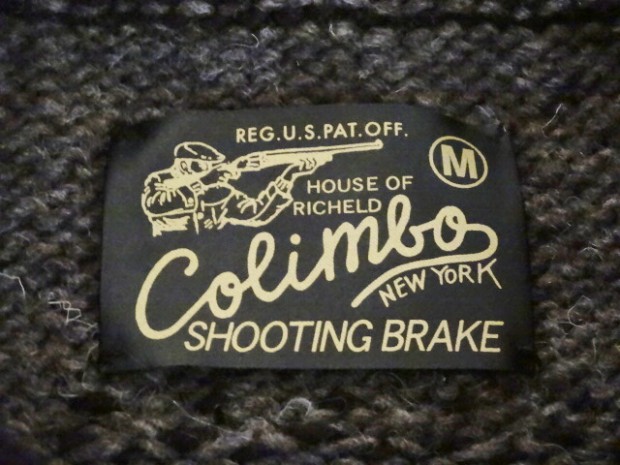 REG.U.S.PAT.OFF.
M
HOUSE OF
RICHELD
Colimbo
NEW YORK
SHOOTING BRAKE